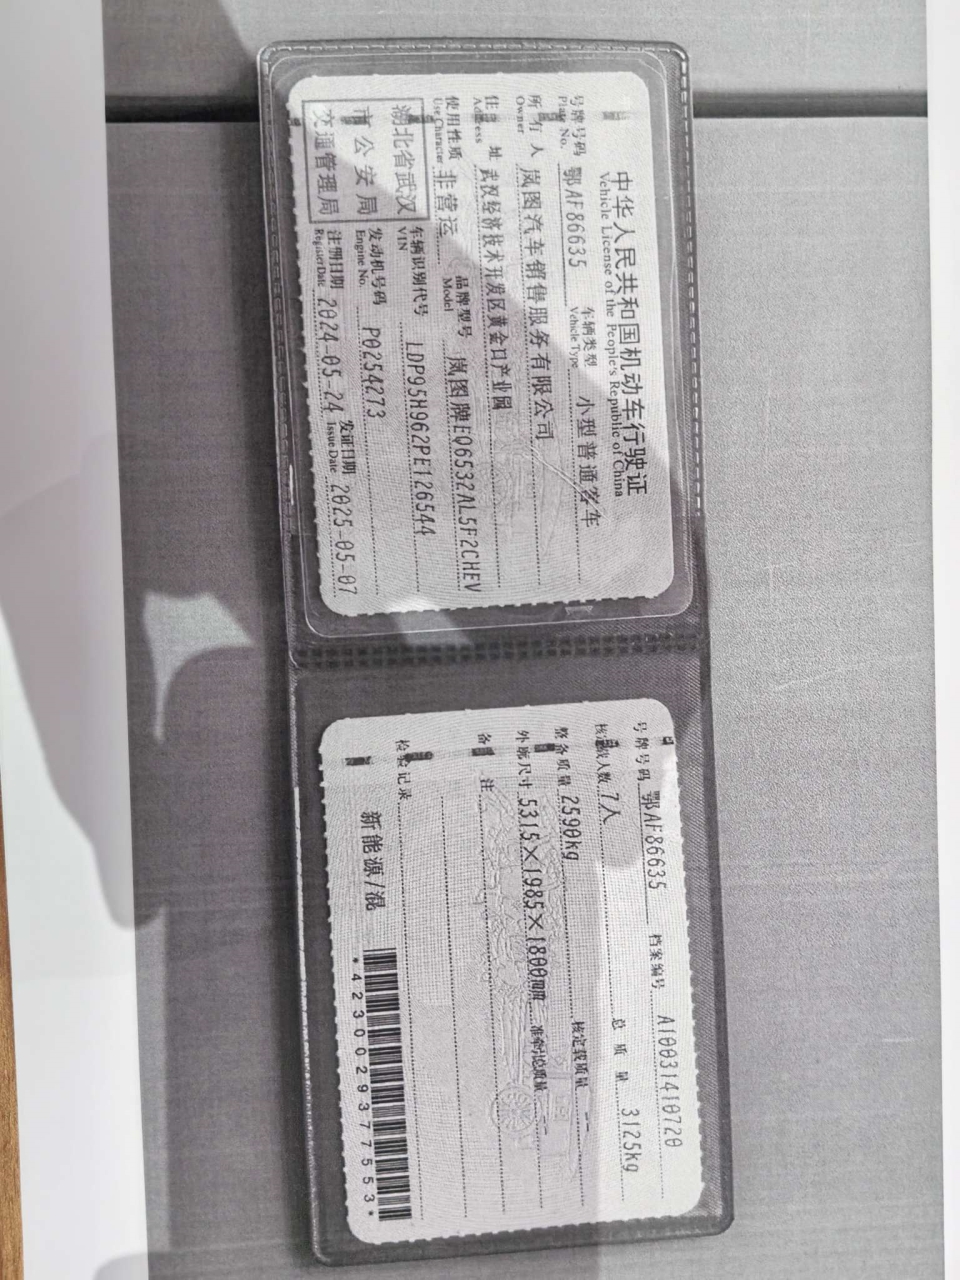 中华人民共和国机动车行驶证
Vehicle License of the People's Republic of China
号牌号码 鄂AF86635 车辆类型 小型普通客车
Plate No. Vehicle Type
所有人 岚图汽车销售服务有限公司
Owner
住址 武汉经济技术开发区黄金口产业园
Address
使用性质 非营运 品牌型号 岚图牌EQ6532AL5F2CHEV
Use Character Model
湖北省武汉
市公安局
交通管理局
车辆识别代号 LDP95H962PE126544
VIN
发动机号码 P0254273
Engine No.
注册日期 2024-05-24 发证日期 2025-05-07
Register Date Issue Date
号牌号码 鄂AF86635 档案编号 A10031410720
核定载人数 7人 总质量 3125kg
整备质量 2590kg 核定载质量 --
外廓尺寸 5315×1985×1800mm 准牵引总质量 --
备注
检验记录
新能源/混
*4230029377553*